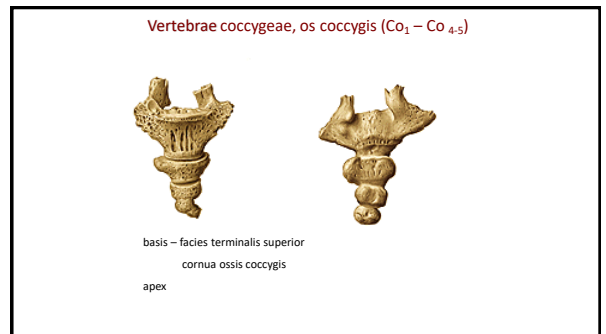 Vertebrae coccygeae, os coccygis (Co₁ – Co ₄₋₅)
basis – facies terminalis superior
cornua ossis coccygis
apex